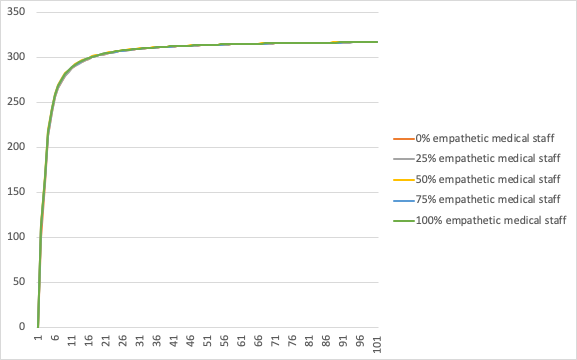 350
300
250
200
150
100
50
0
1 6 11 16 21 26 31 36 41 46 51 56 61 66 71 76 81 86 91 96 101
0% empathetic medical staff
25% empathetic medical staff
50% empathetic medical staff
75% empathetic medical staff
100% empathetic medical staff